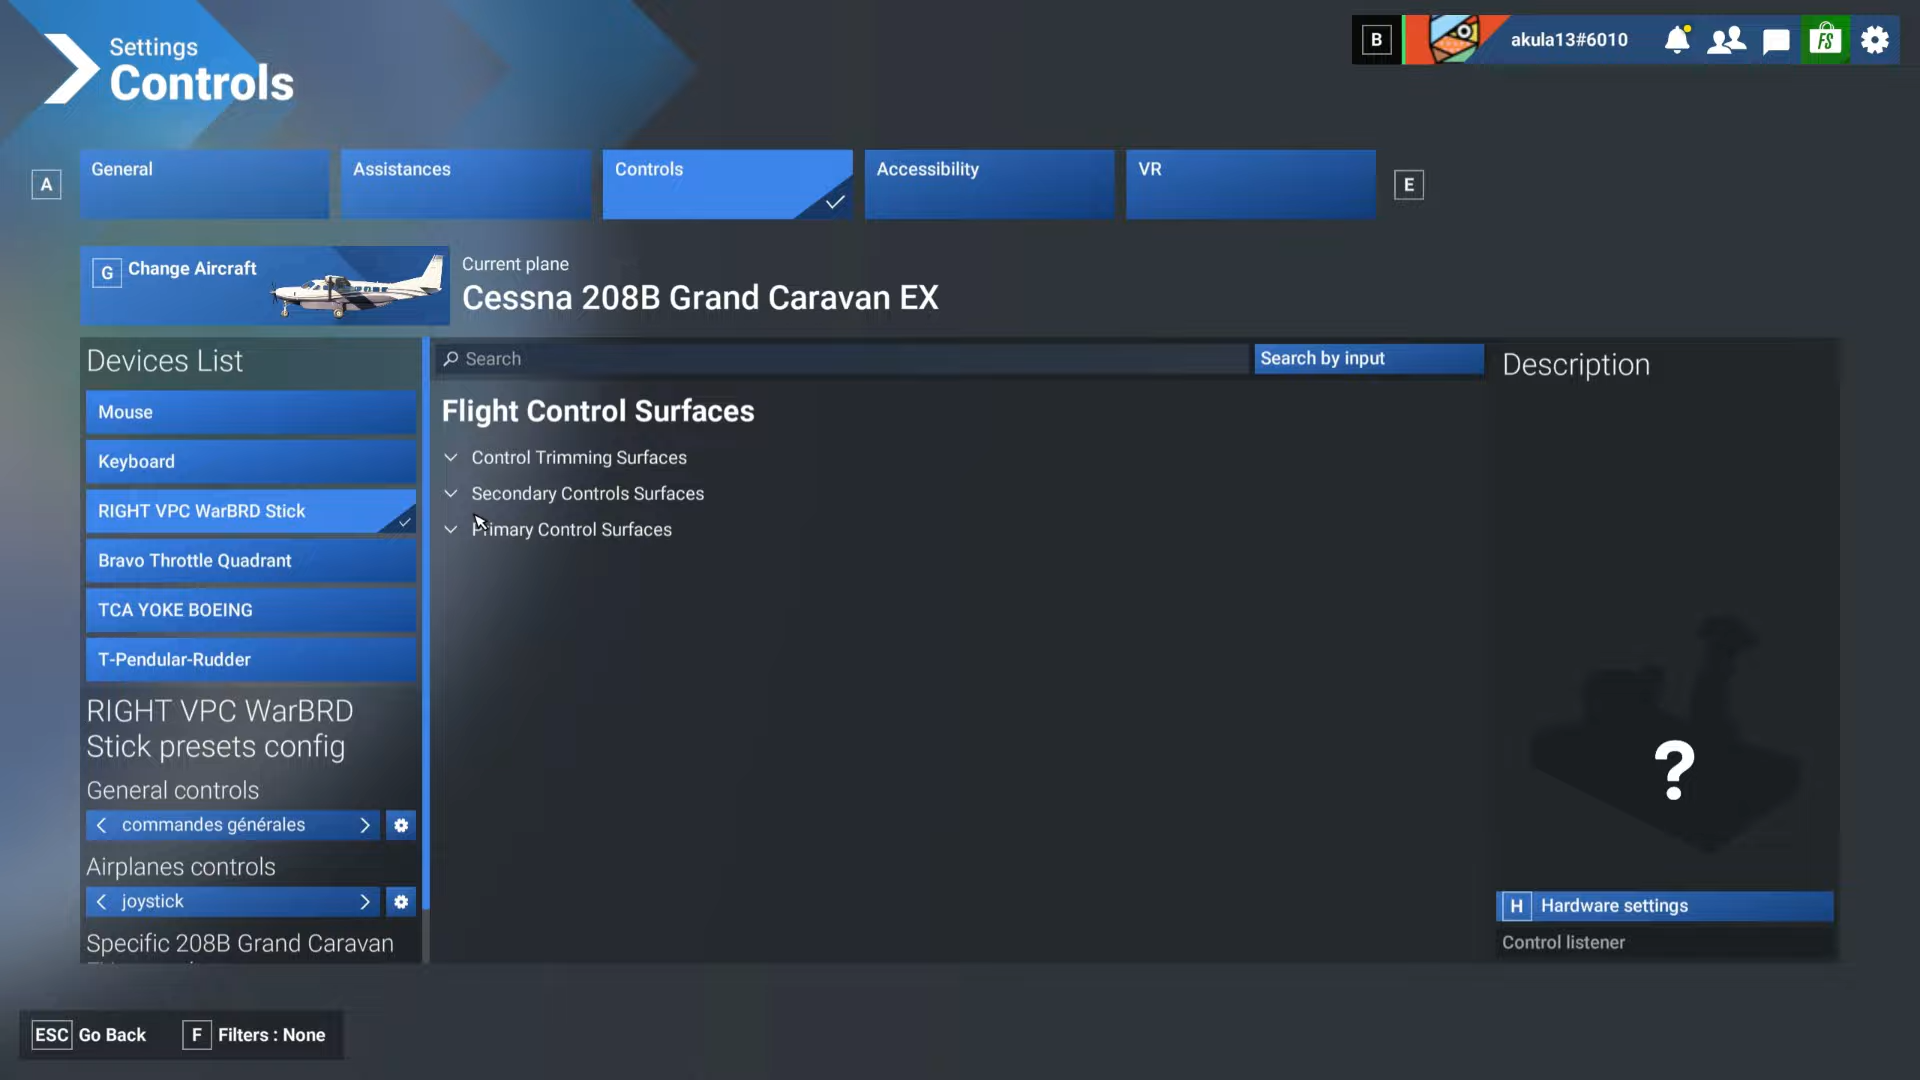 Settings
Controls
B
akula13#6010
FS
A
General
Assistances
Controls
Accessibility
VR
E
G Change Aircraft
Current plane
Cessna 208B Grand Caravan EX
Devices List
Mouse
Keyboard
RIGHT VPC WarBRD Stick
Bravo Throttle Quadrant
TCA YOKE BOEING
T-Pendular-Rudder
RIGHT VPC WarBRD
Stick presets config
General controls
commandes générales
Airplanes controls
joystick
Specific 208B Grand Caravan
Search
Search by input
Flight Control Surfaces
Control Trimming Surfaces
Secondary Controls Surfaces
Primary Control Surfaces
Description
?
H Hardware settings
Control listener
ESC Go Back
F Filters : None